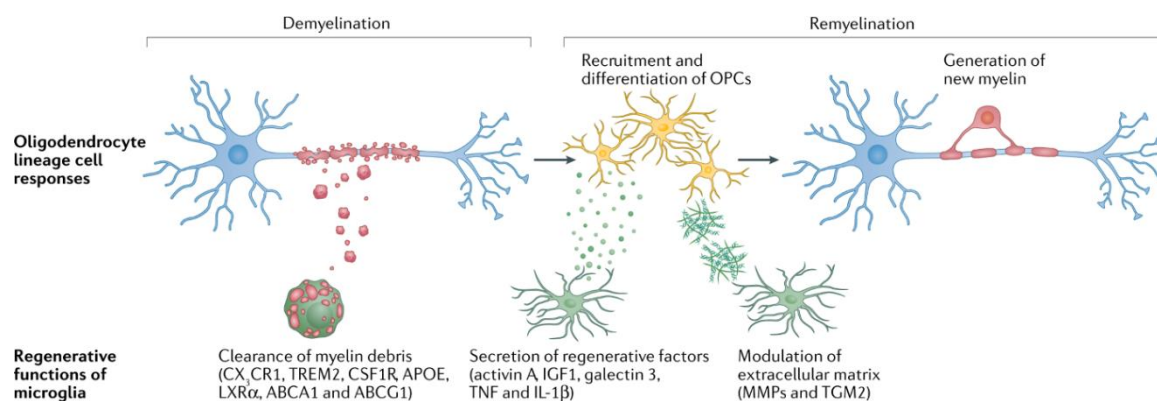 Demyelination
Remyelination
Recruitment and
differentiation of OPCs
Generation of
new myelin
Oligodendrocyte
lineage cell
responses
Regenerative
functions of
microglia
Clearance of myelin debris
(CX₃CR1, TREM2, CSF1R, APOE,
LXRα, ABCA1 and ABCG1)
Secretion of regenerative factors
(activin A, IGF1, galectin 3,
TNF and IL-1β)
Modulation of
extracellular matrix
(MMPs and TGM2)